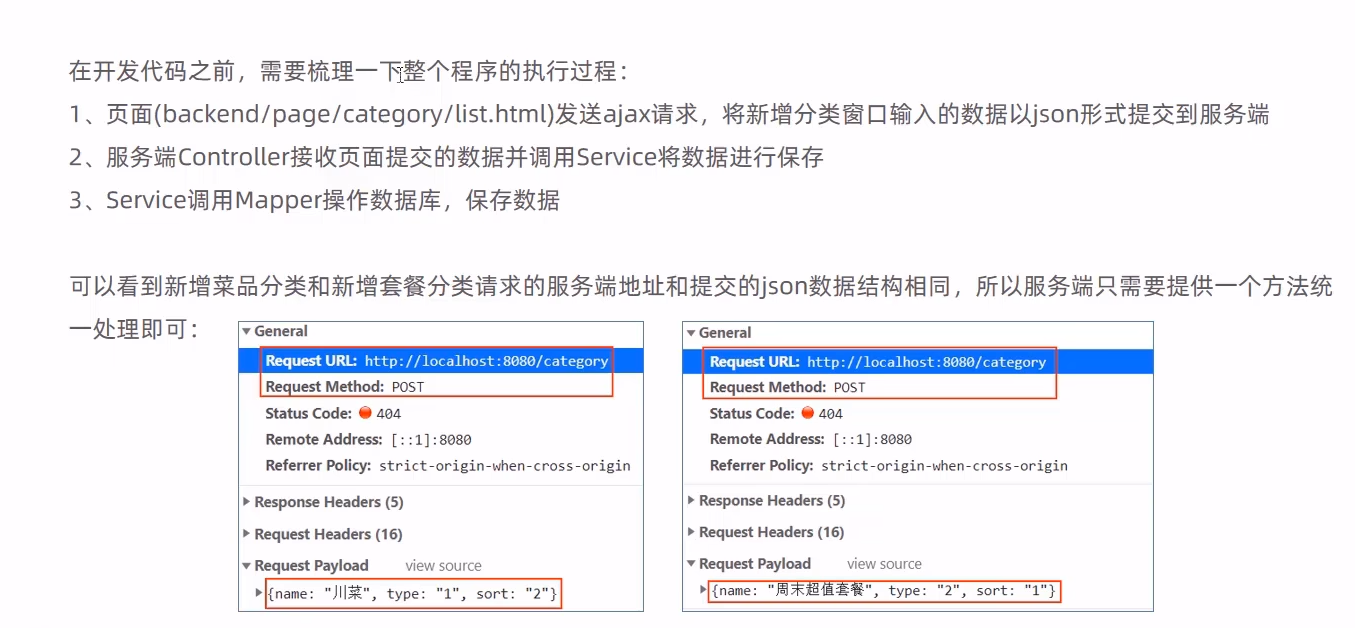 在开发代码之前，需要梳理一下整个程序的执行过程：
1、页面(backend/page/category/list.html)发送ajax请求，将新增分类窗口输入的数据以json形式提交到服务端
2、服务端Controller接收页面提交的数据并调用Service将数据进行保存
3、Service调用Mapper操作数据库，保存数据
可以看到新增菜品分类和新增套餐分类请求的服务端地址和提交的json数据结构相同，所以服务端只需要提供一个方法统
一处理即可：
General
Request URL: http://localhost:8080/category
Request Method: POST
Status Code: 404
Remote Address: [::1]:8080
Referrer Policy: strict-origin-when-cross-origin
Response Headers (5)
Request Headers (16)
Request Payload view source
{name: "川菜", type: "1", sort: "2"}
General
Request URL: http://localhost:8080/category
Request Method: POST
Status Code: 404
Remote Address: [::1]:8080
Referrer Policy: strict-origin-when-cross-origin
Response Headers (5)
Request Headers (16)
Request Payload view source
{name: "周末超值套餐", type: "2", sort: "1"}